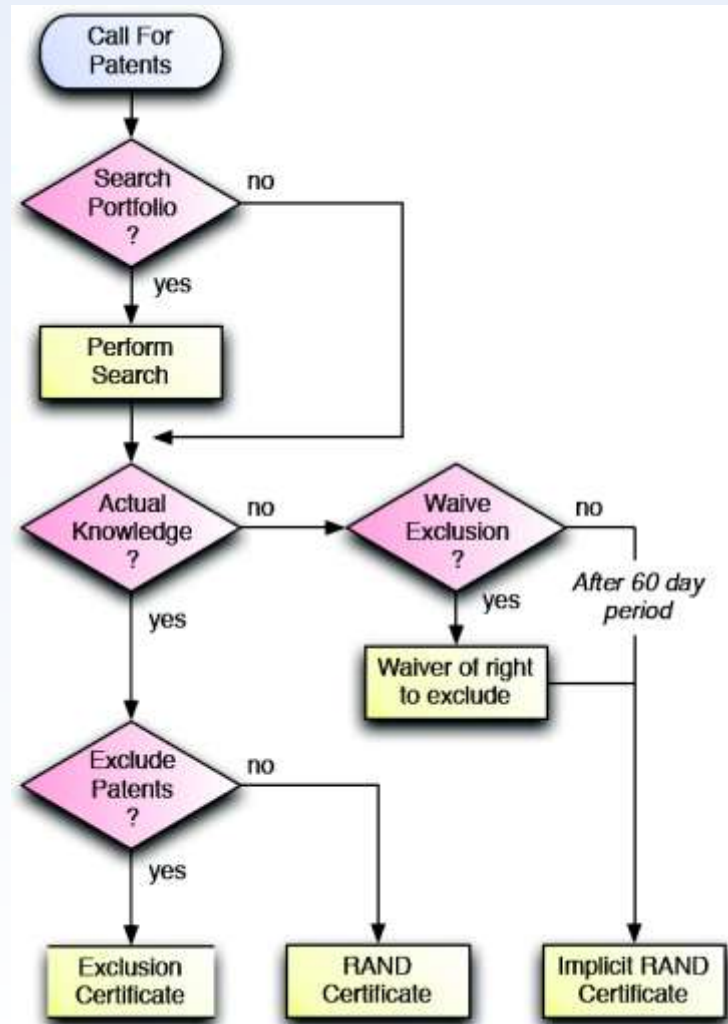 Call For
Patents
Search
Portfolio
?
no
yes
Perform
Search
Actual
Knowledge
?
no
Waive
Exclusion
?
no
After 60 day
period
yes
yes
Waiver of right
to exclude
Exclude
Patents
?
no
yes
Exclusion
Certificate
RAND
Certificate
Implicit RAND
Certificate